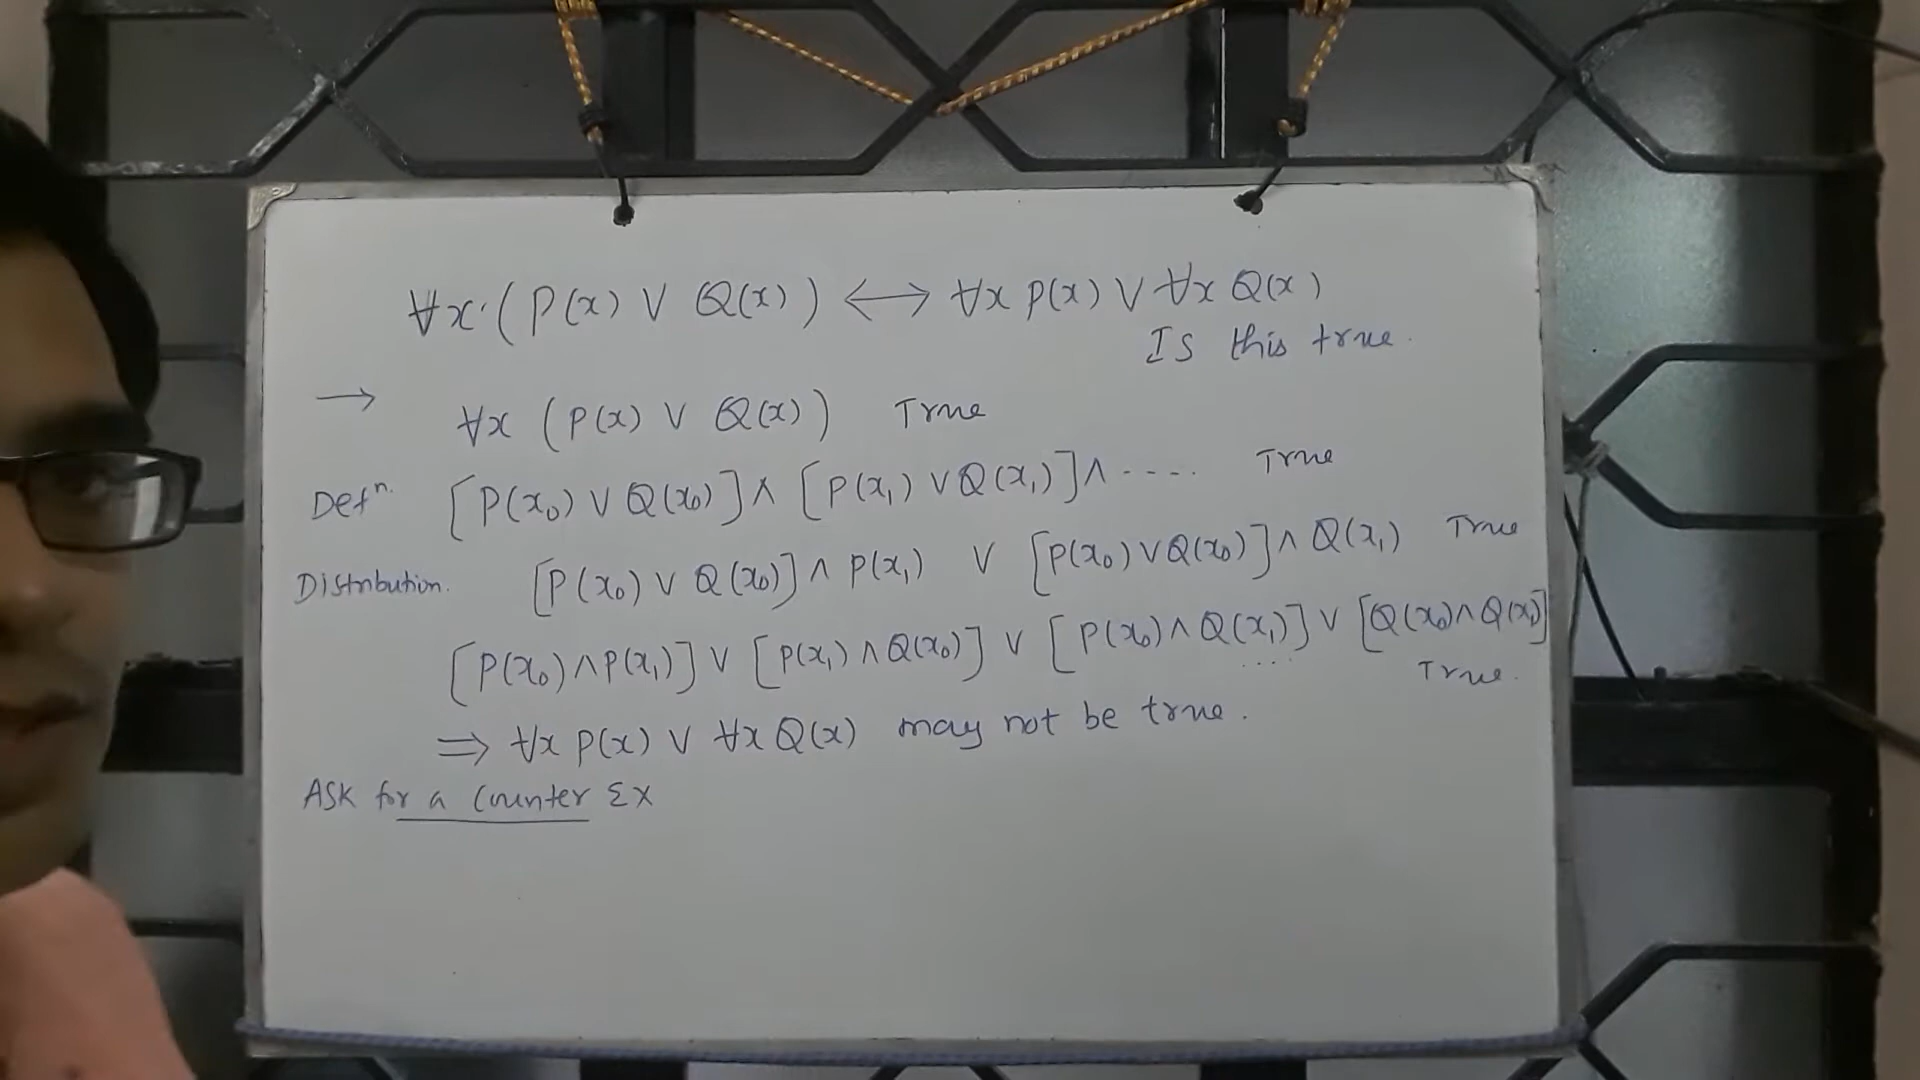 ∀x (P(x) ∨ Q(x)) ⟷ ∀x P(x) ∨ ∀x Q(x)
Is this true.
→ ∀x (P(x) ∨ Q(x)) True
Defⁿ. [P(x₀) ∨ Q(x₀)] ∧ [P(x₁) ∨ Q(x₁)] ∧ ---- True
Distribution. [P(x₀) ∨ Q(x₀)] ∧ P(x₁) ∨ [P(x₀) ∨ Q(x₀)] ∧ Q(x₁) True
[P(x₀) ∧ P(x₁)] ∨ [P(x₁) ∧ Q(x₀)] ∨ [P(x₀) ∧ Q(x₁)] ∨ [Q(x₀) ∧ Q(x₁)]
.... True.
⇒ ∀x P(x) ∨ ∀x Q(x) may not be true.
ASK for a Counter Ex